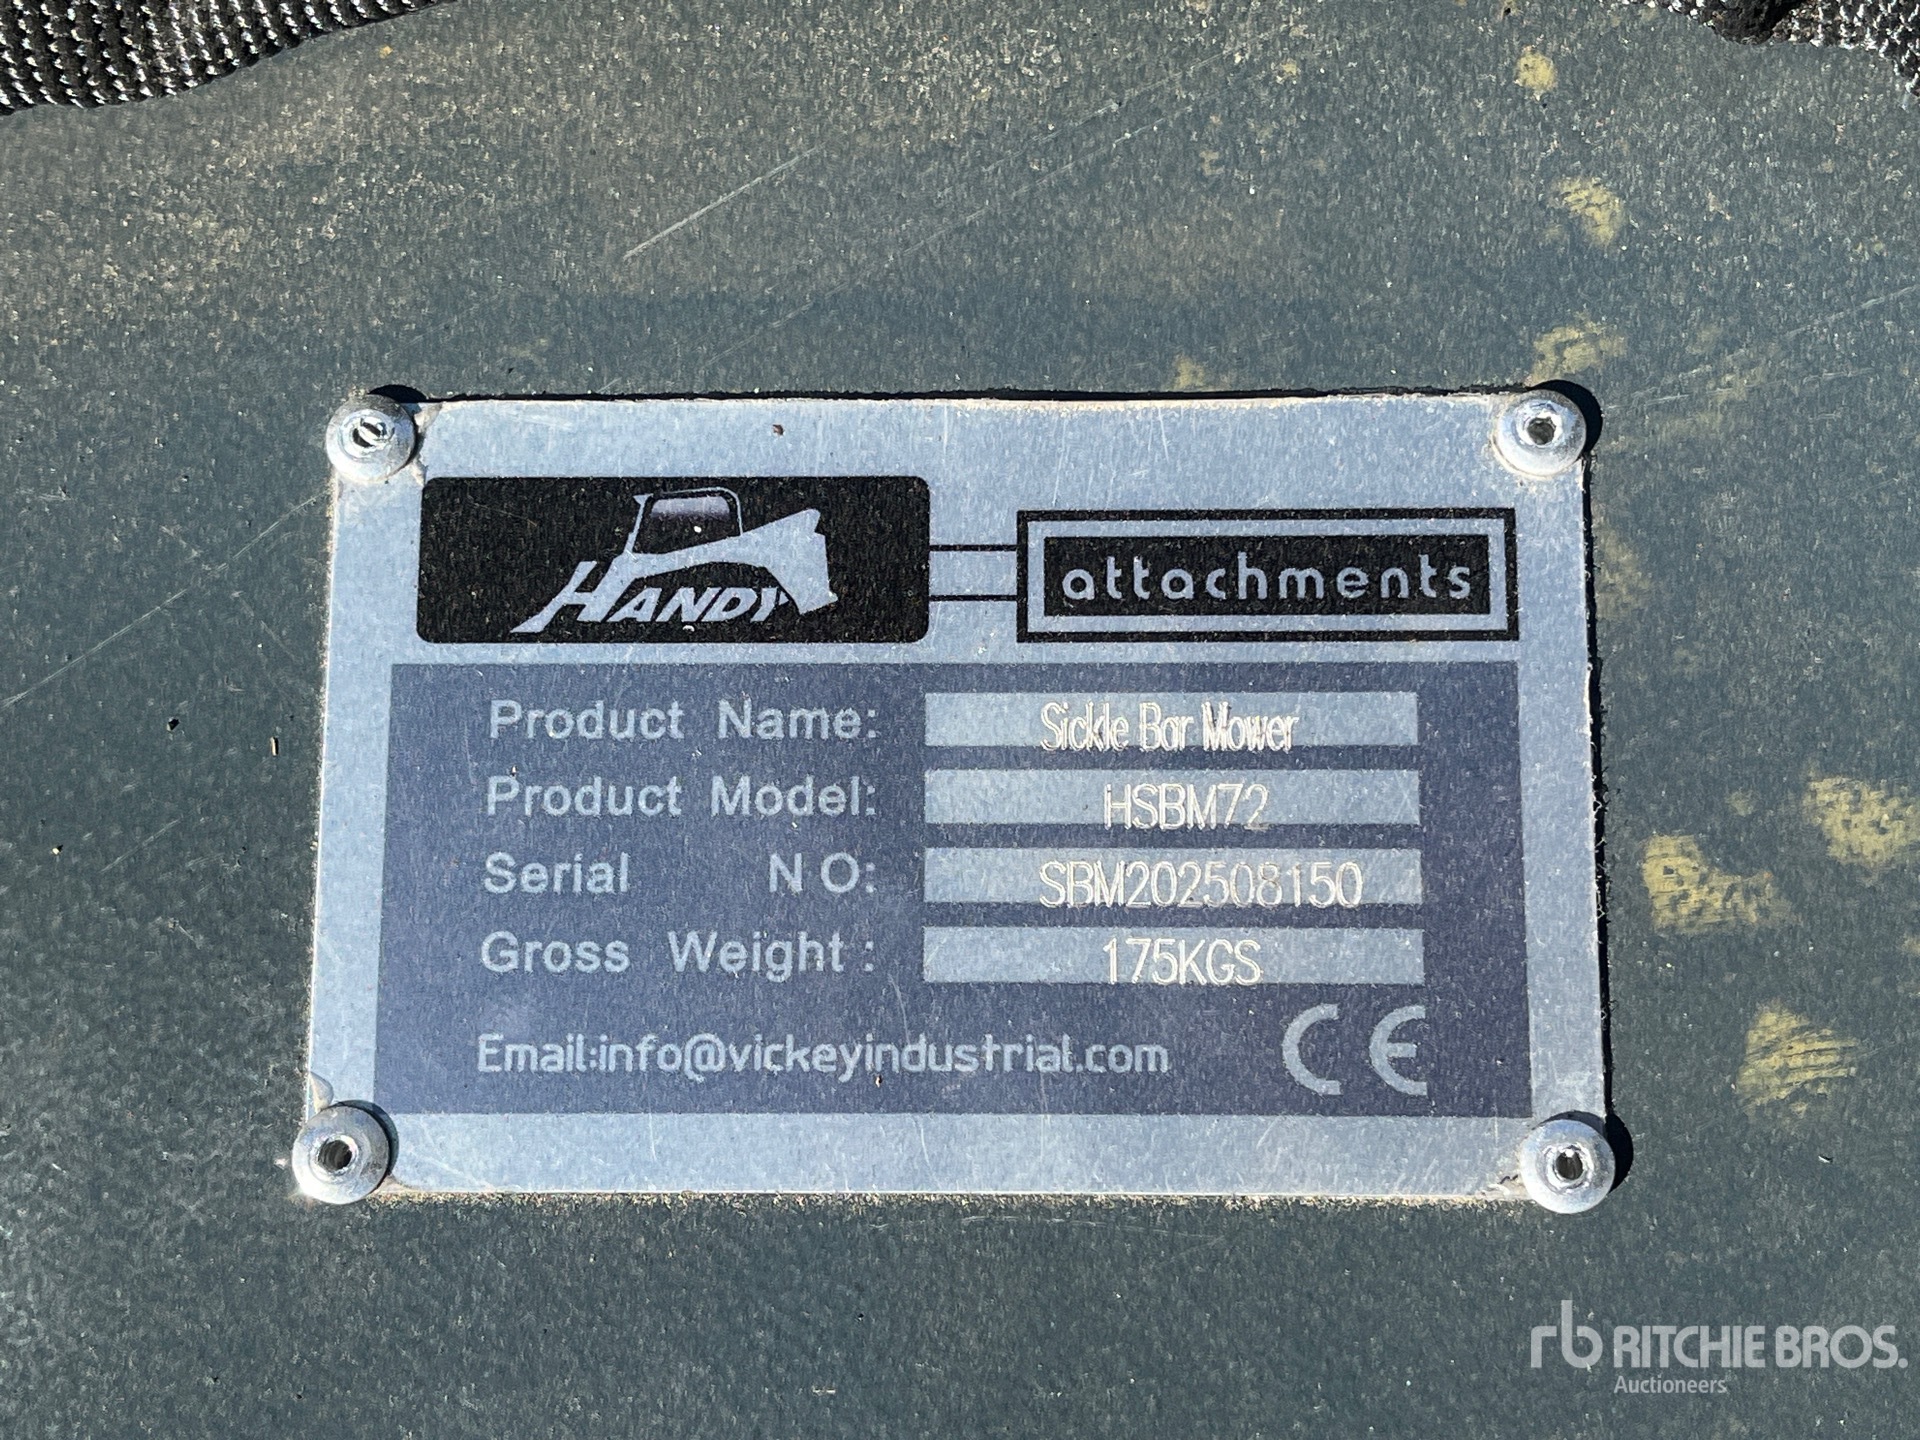 HANDY attachments
Product Name: Sickle Bar Mower
Product Model: HSBM72
Serial NO: SBM202508150
Gross Weight: 175KGS
Email:info@vickeyindustrial.com CE
rb RITCHIE BROS.
Auctioneers